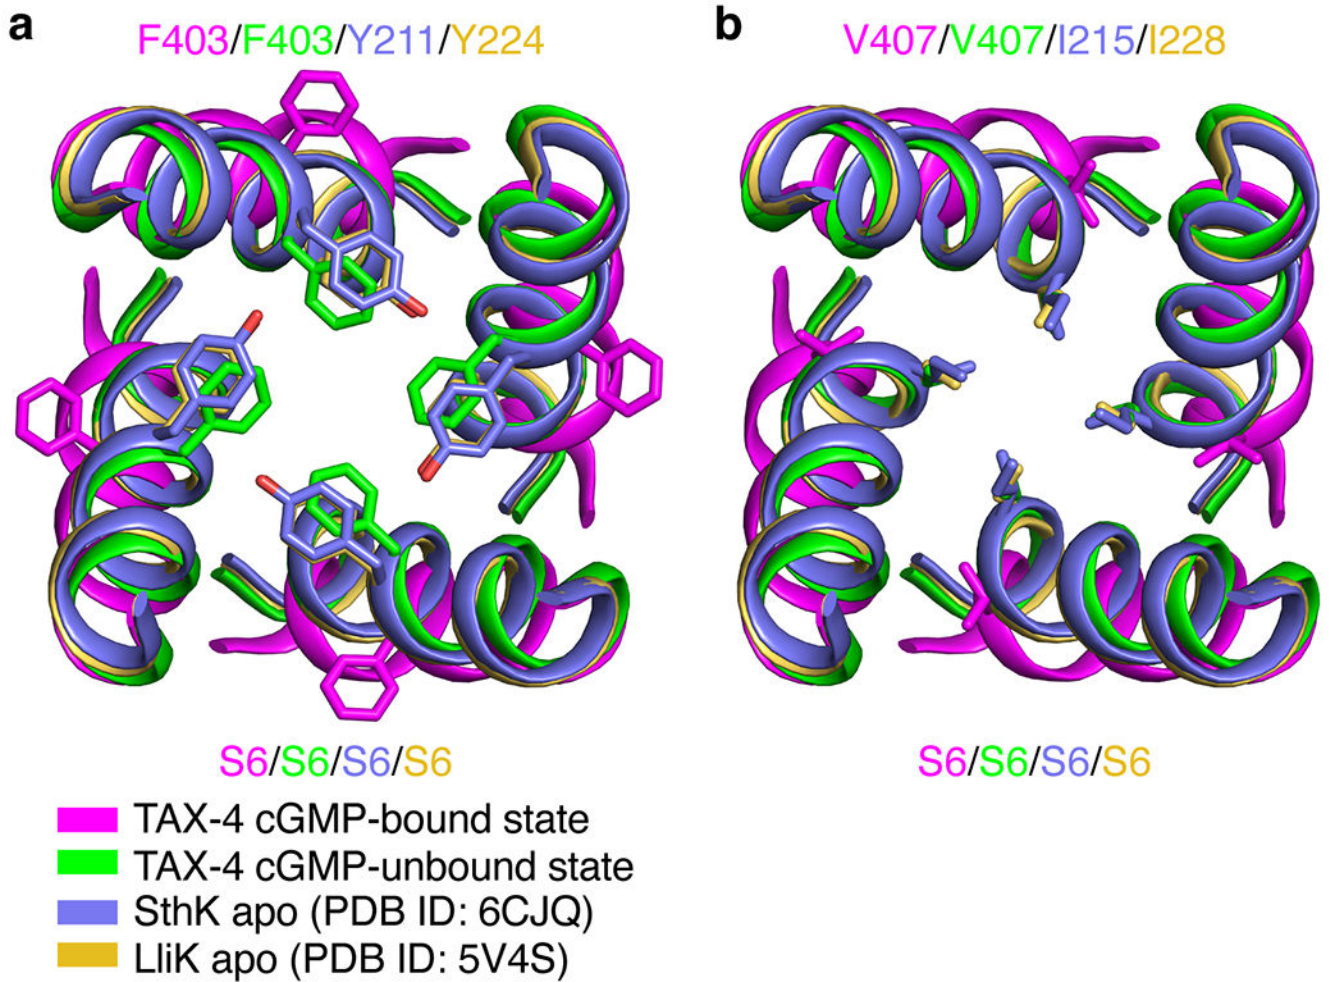 a
F403/F403/Y211/Y224
b
V407/V407/I215/I228
S6/S6/S6/S6
S6/S6/S6/S6
TAX-4 cGMP-bound state
TAX-4 cGMP-unbound state
SthK apo (PDB ID: 6CJQ)
LliK apo (PDB ID: 5V4S)